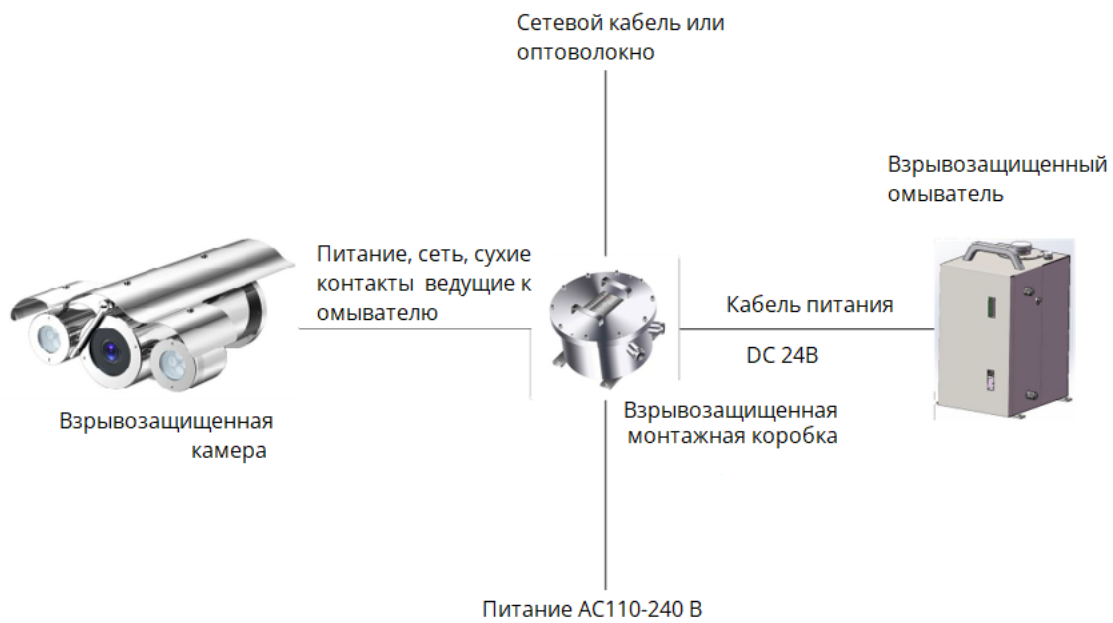 Сетевой кабель или
оптоволокно
Взрывозащищенный
омыватель
Питание, сеть, сухие
контакты ведущие к
омывателю
Кабель питания
DC 24В
Взрывозащищенная
камера
Взрывозащищенная
монтажная коробка
Питание AC110-240 В